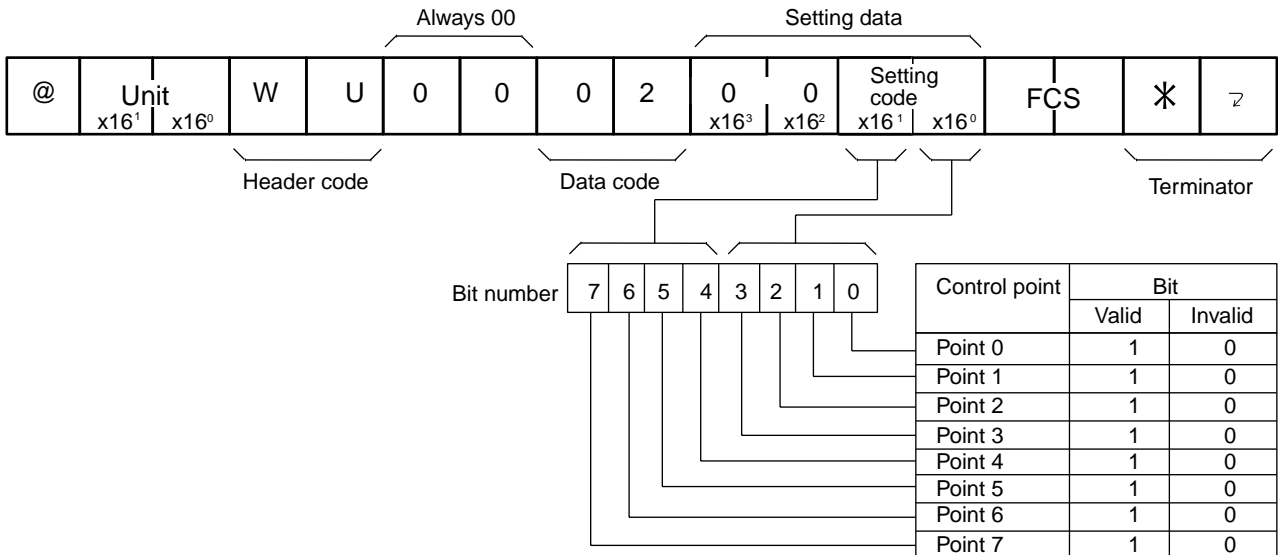 Always 00 Setting data
@ Unit W U 0 0 0 2 0 0 Setting code FCS * ↵
x16¹ x16⁰ x16³ x16² x16¹ x16⁰
Header code Data code Terminator
Bit number 7 6 5 4 3 2 1 0
Control point Bit
Valid Invalid
Point 0 1 0
Point 1 1 0
Point 2 1 0
Point 3 1 0
Point 4 1 0
Point 5 1 0
Point 6 1 0
Point 7 1 0